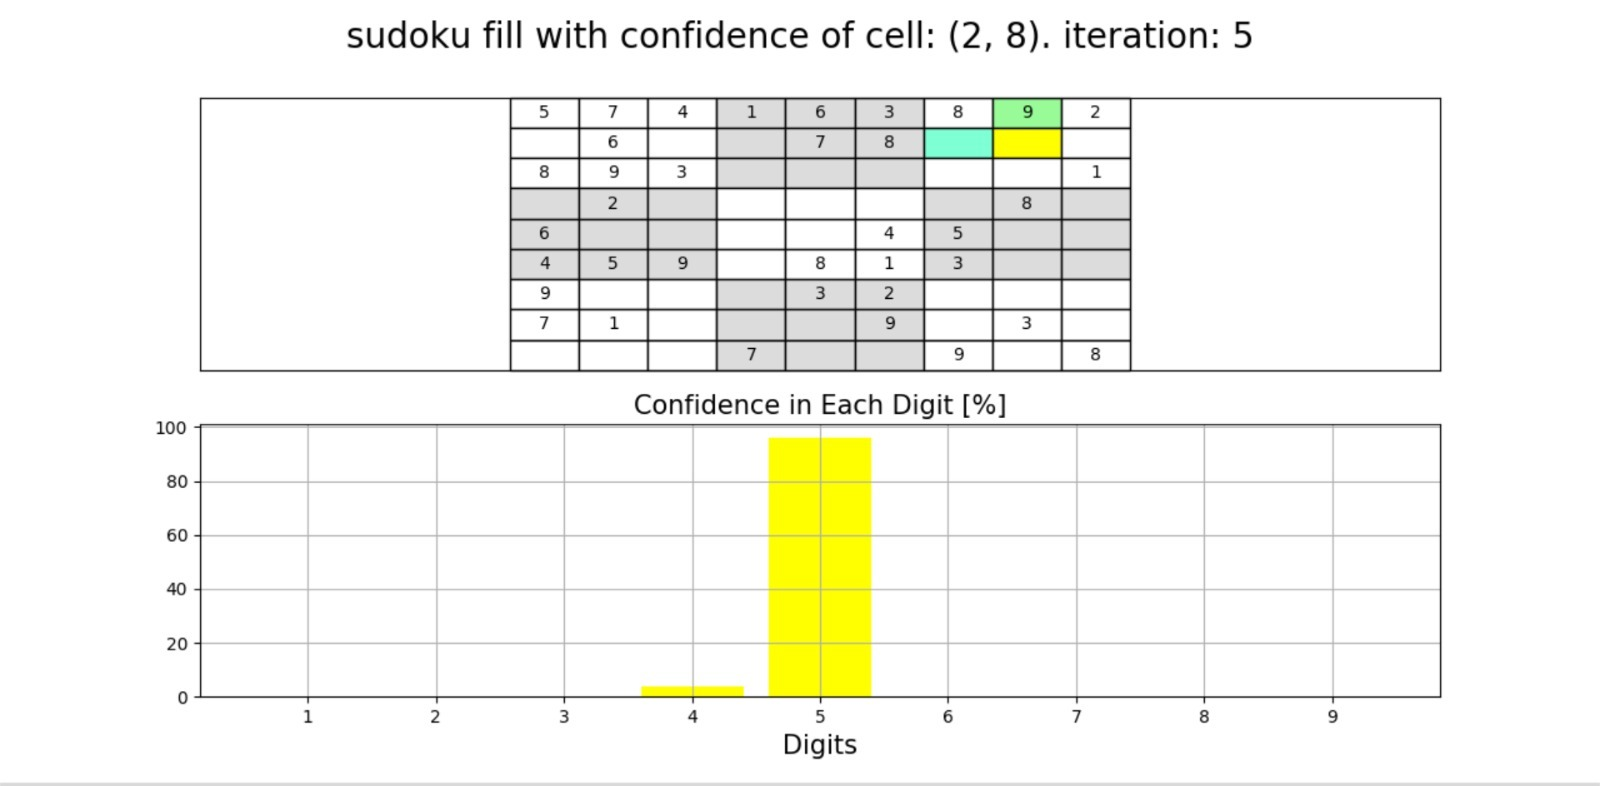 sudoku fill with confidence of cell: (2, 8). iteration: 5
5 7 4 1 6 3 8 9 2
6 7 8
8 9 3 1
2 8
6 4 5
4 5 9 8 1 3
9 3 2
7 1 9 3
7 9 8
Confidence in Each Digit [%]
100
80
60
40
20
0
1 2 3 4 5 6 7 8 9
Digits